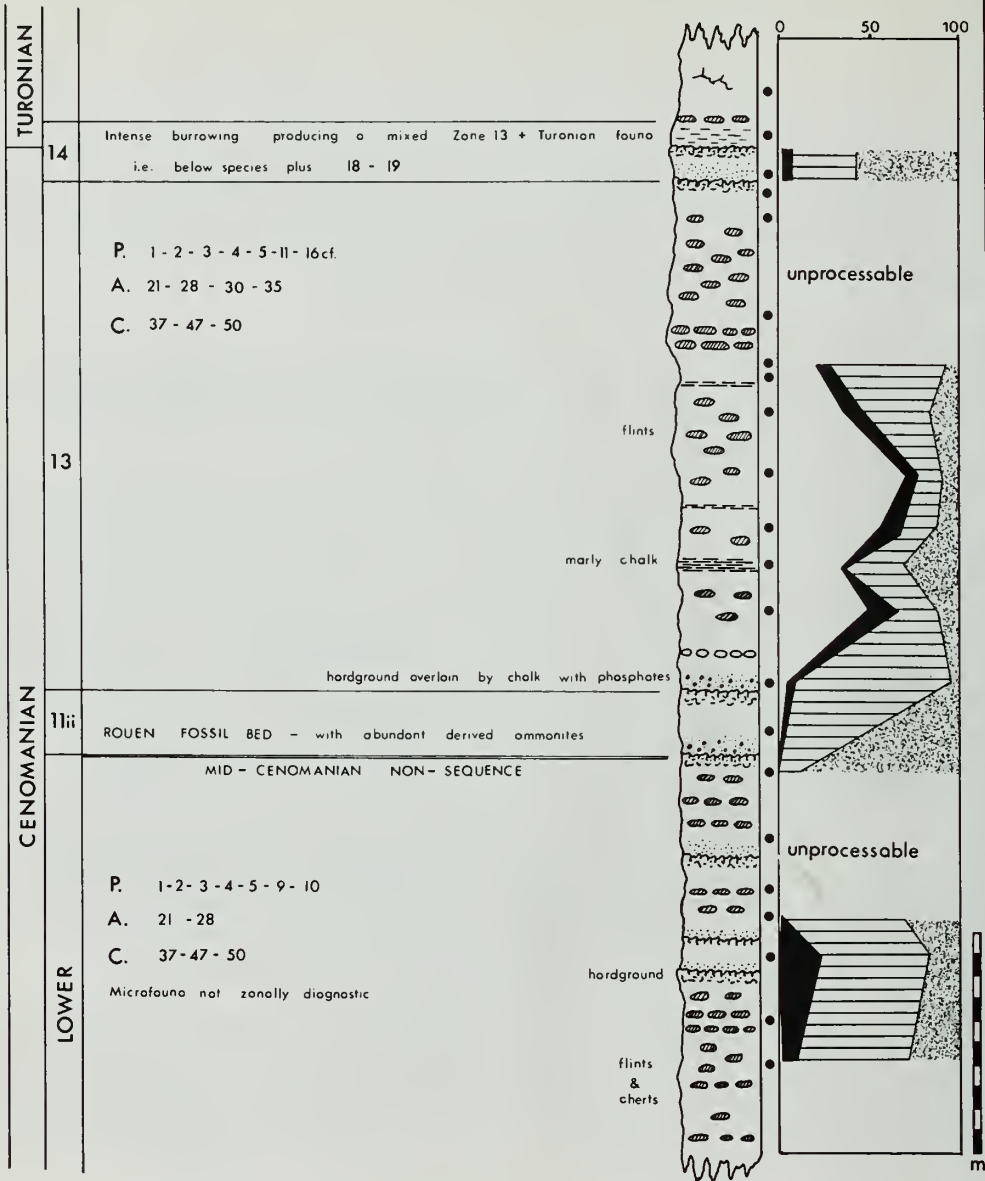 0 50 100
TURONIAN
14
Intense burrowing producing a mixed Zone 13 + Turonian fauna
i.e. below species plus 18 - 19
P. 1 - 2 - 3 - 4 - 5 - 11 - 16 cf.
A. 21 - 28 - 30 - 35
C. 37 - 47 - 50
unprocessable
flints
13
marly chalk
hardground overlain by chalk with phosphates
CENOMANIAN
11ii
ROUEN FOSSIL BED - with abundant derived ammonites
MID - CENOMANIAN NON - SEQUENCE
unprocessable
P. 1 - 2 - 3 - 4 - 5 - 9 - 10
A. 21 - 28
C. 37 - 47 - 50
Microfauna not zonally diagnostic
LOWER
hardground
flints
&
cherts
m